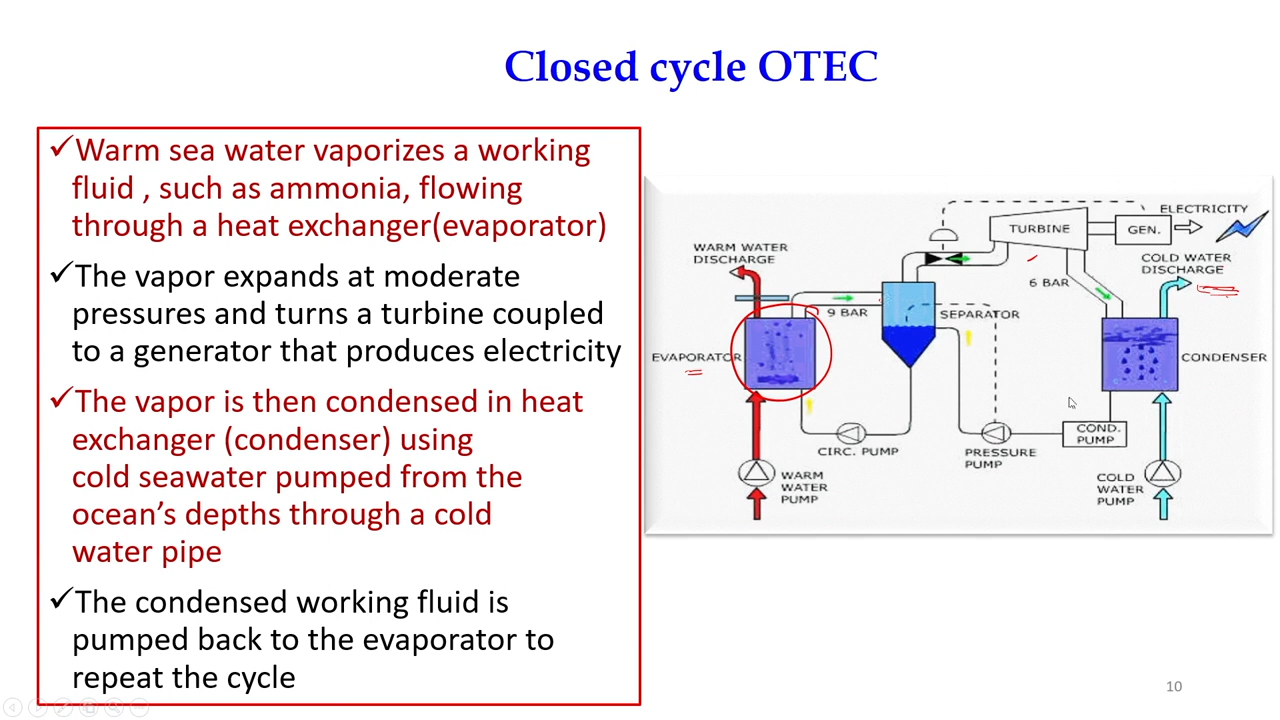 Closed cycle OTEC
✓Warm sea water vaporizes a working
fluid , such as ammonia, flowing
through a heat exchanger(evaporator)
✓The vapor expands at moderate
pressures and turns a turbine coupled
to a generator that produces electricity
✓The vapor is then condensed in heat
exchanger (condenser) using
cold seawater pumped from the
ocean's depths through a cold
water pipe
✓The condensed working fluid is
pumped back to the evaporator to
repeat the cycle
ELECTRICITY
TURBINE
GEN.
WARM WATER
DISCHARGE
COLD WATER
DISCHARGE
6 BAR
9 BAR
SEPARATOR
EVAPORATOR
CONDENSER
COND.
PUMP
CIRC. PUMP
PRESSURE
PUMP
WARM
WATER
PUMP
COLD
WATER
PUMP
10